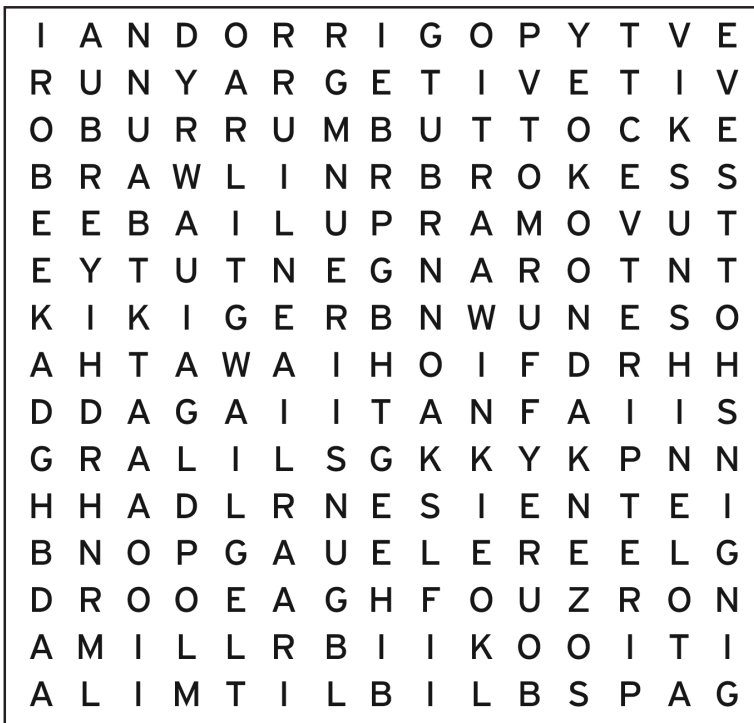 I A N D O R R I G O P Y T V E
R U N Y A R G E T I V E T I V
O B U R R U M B U T T O C K E
B R A W L I N R B R O K E S S
E E B A I L U P R A M O V U T
E Y T U T N E G N A R O T N T
K I K I G E R B N W U N E S O
A H T A W A I H O I F D R H H
D D A G A I I T A N F A I I S
G R A L I L S G K K Y K P N N
H H A D L R N E S I E N T E I
B N O P G A U E L E R E E L G
D R O O E A G H F O U Z R O N
A M I L L R B I I K O O I T I
A L I M T I L B I L B S P A G